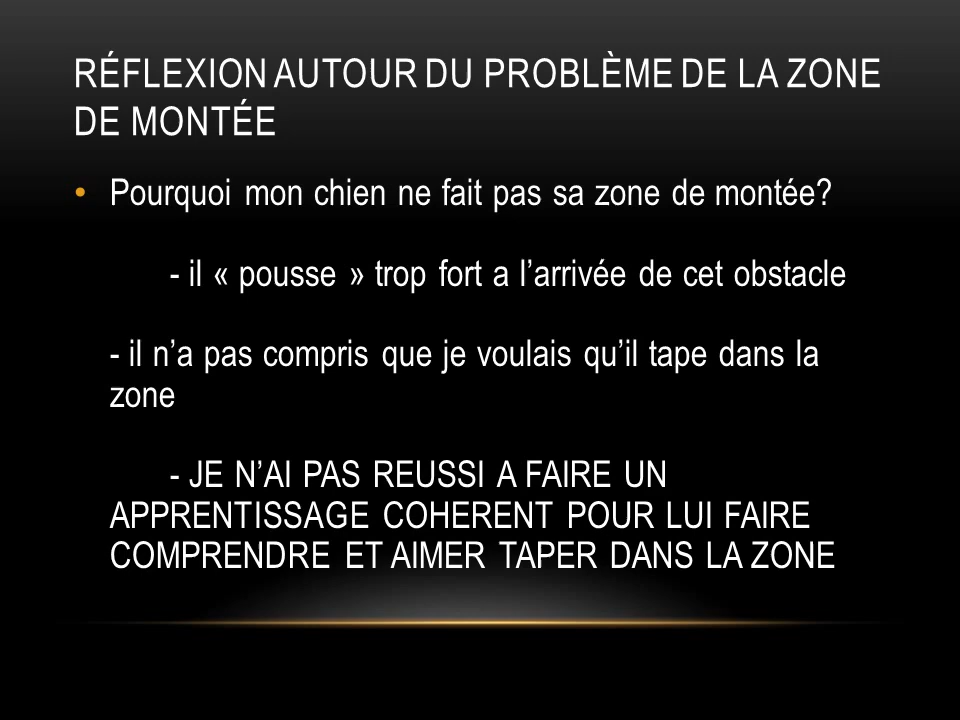 RÉFLEXION AUTOUR DU PROBLÈME DE LA ZONE
DE MONTÉE
• Pourquoi mon chien ne fait pas sa zone de montée?
- il « pousse » trop fort a l’arrivée de cet obstacle
- il n’a pas compris que je voulais qu’il tape dans la
zone
- JE N’AI PAS REUSSI A FAIRE UN
APPRENTISSAGE COHERENT POUR LUI FAIRE
COMPRENDRE ET AIMER TAPER DANS LA ZONE